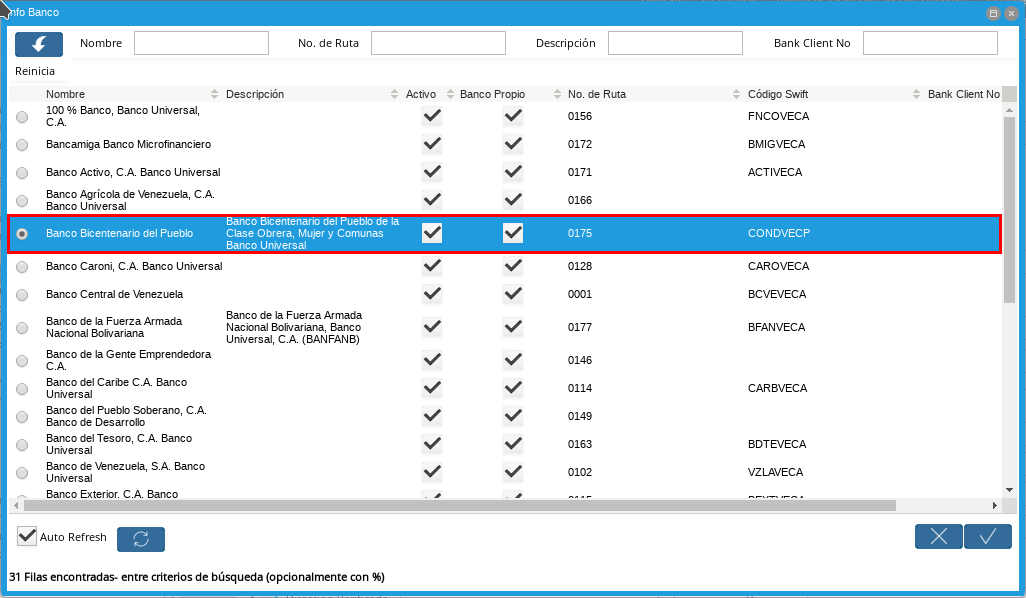 nfo Banco
Nombre No. de Ruta Descripción Bank Client No
Reinicia
Nombre Descripción Activo Banco Propio No. de Ruta Código Swift Bank Client No
100 % Banco, Banco Universal,
C.A. 0156 FNCOVECA
Bancamiga Banco Microfinanciero 0172 BMIGVECA
Banco Activo, C.A. Banco Universal 0171 ACTIVECA
Banco Agrícola de Venezuela, C.A.
Banco Universal 0166
Banco Bicentenario del Pueblo de la
Banco Bicentenario del Pueblo Clase Obrera, Mujer y Comunas 0175 CONDVECP
Banco Universal
Banco Caroni, C.A. Banco Universal 0128 CAROVECA
Banco Central de Venezuela 0001 BCVEVECA
Banco de la Fuerza Armada
Nacional Bolivariana
Banco de la Fuerza Armada
Nacional Bolivariana, Banco
Universal, C.A. (BANFANB)
0177 BFANVECA
Banco de la Gente Emprendedora
C.A. 0146
Banco del Caribe C.A. Banco
Universal 0114 CARBVECA
Banco del Pueblo Soberano, C.A.
Banco de Desarrollo 0149
Banco del Tesoro, C.A. Banco
Universal 0163 BDTEVECA
Banco de Venezuela, S.A. Banco
Universal 0102 VZLAVECA
Banco Exterior, C.A. Banco
Auto Refresh
31 Filas encontradas- entre criterios de búsqueda (opcionalmente con %)